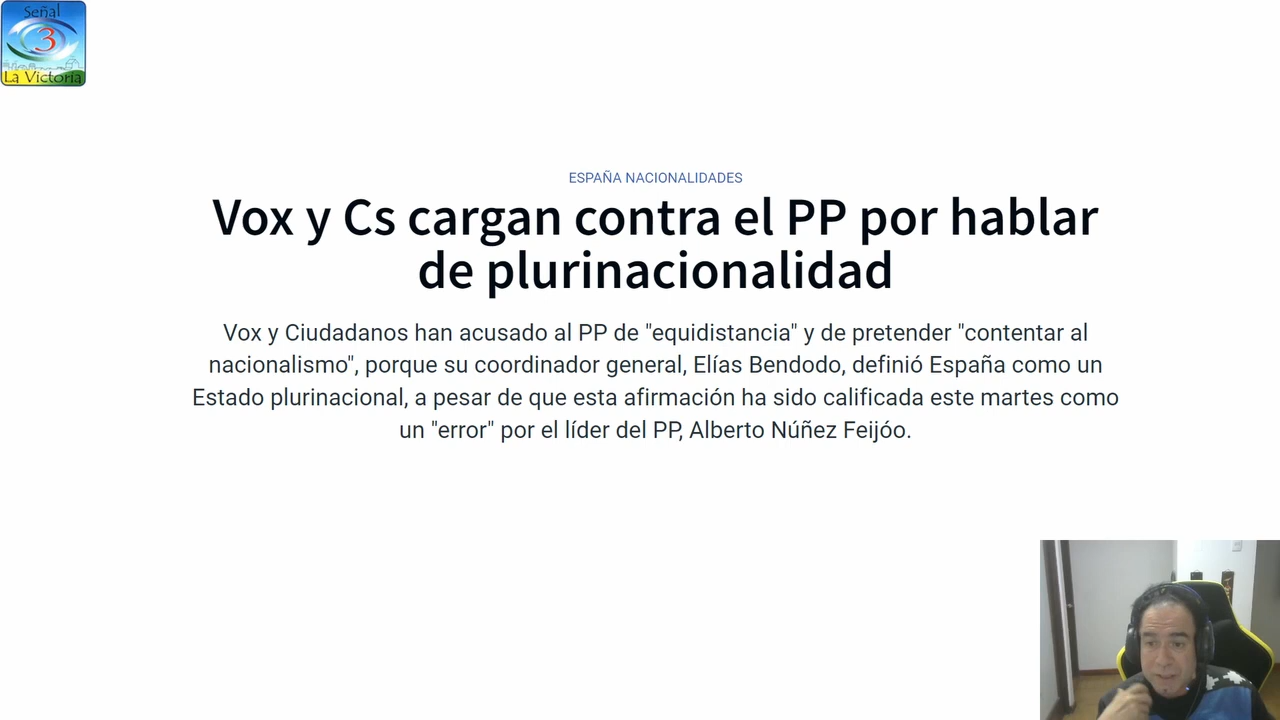 Señal
3
La Victoria
ESPAÑA NACIONALIDADES
Vox y Cs cargan contra el PP por hablar
de plurinacionalidad
Vox y Ciudadanos han acusado al PP de "equidistancia" y de pretender "contentar al
nacionalismo", porque su coordinador general, Elías Bendodo, definió España como un
Estado plurinacional, a pesar de que esta afirmación ha sido calificada este martes como
un "error" por el líder del PP, Alberto Núñez Feijóo.